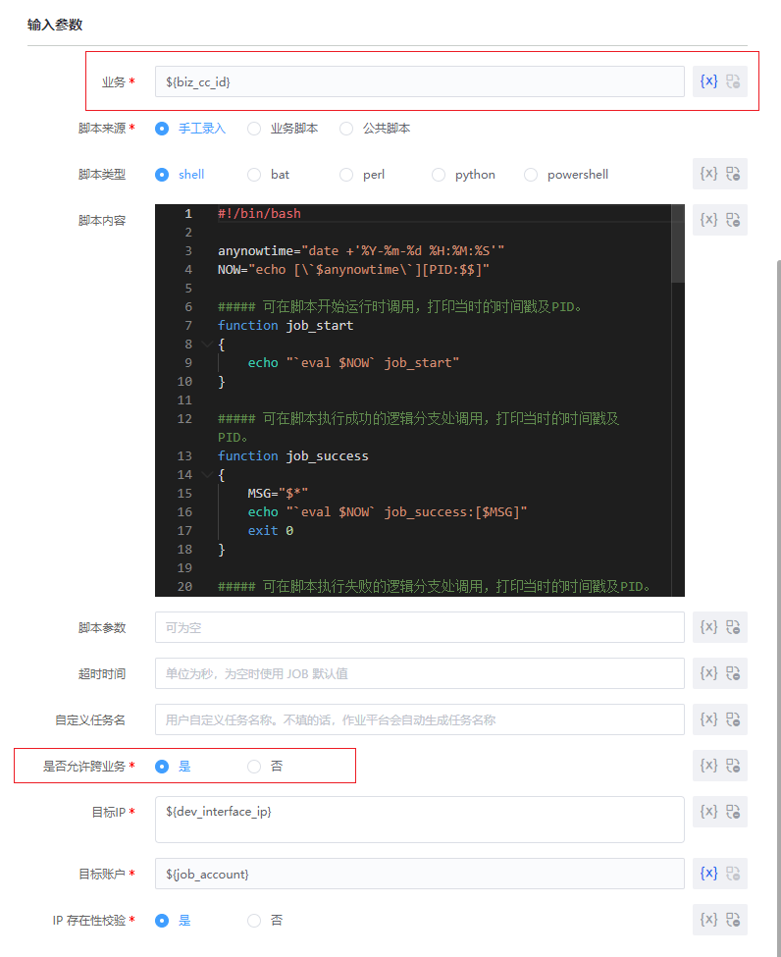 输入参数
业务 * ${biz_cc_id} {x}
脚本来源 * 手工录入 业务脚本 公共脚本
脚本类型 shell bat perl python powershell {x}
脚本内容 {x}
1 #!/bin/bash
2
3 anynowtime="date +'%Y-%m-%d %H:%M:%S'"
4 NOW="echo [\`$anynowtime\`][PID:$$]"
5
6 ##### 可在脚本开始运行时调用，打印当时的时间戳及PID。
7 function job_start
8 {
9 echo "`eval $NOW` job_start"
10 }
11
12 ##### 可在脚本执行成功的逻辑分支处调用，打印当时的时间戳及
PID。
13 function job_success
14 {
15 MSG="$*"
16 echo "`eval $NOW` job_success:[$MSG]"
17 exit 0
18 }
19
20 ##### 可在脚本执行失败的逻辑分支处调用，打印当时的时间戳及PID。
脚本参数 可为空 {x}
超时时间 单位为秒，为空时使用 JOB 默认值 {x}
自定义任务名 用户自定义任务名称。不填的话，作业平台会自动生成任务名称 {x}
是否允许跨业务 * 是 否 {x}
目标IP * ${dev_interface_ip} {x}
目标账户 * ${job_account} {x}
IP 存在性校验 * 是 否 {x}